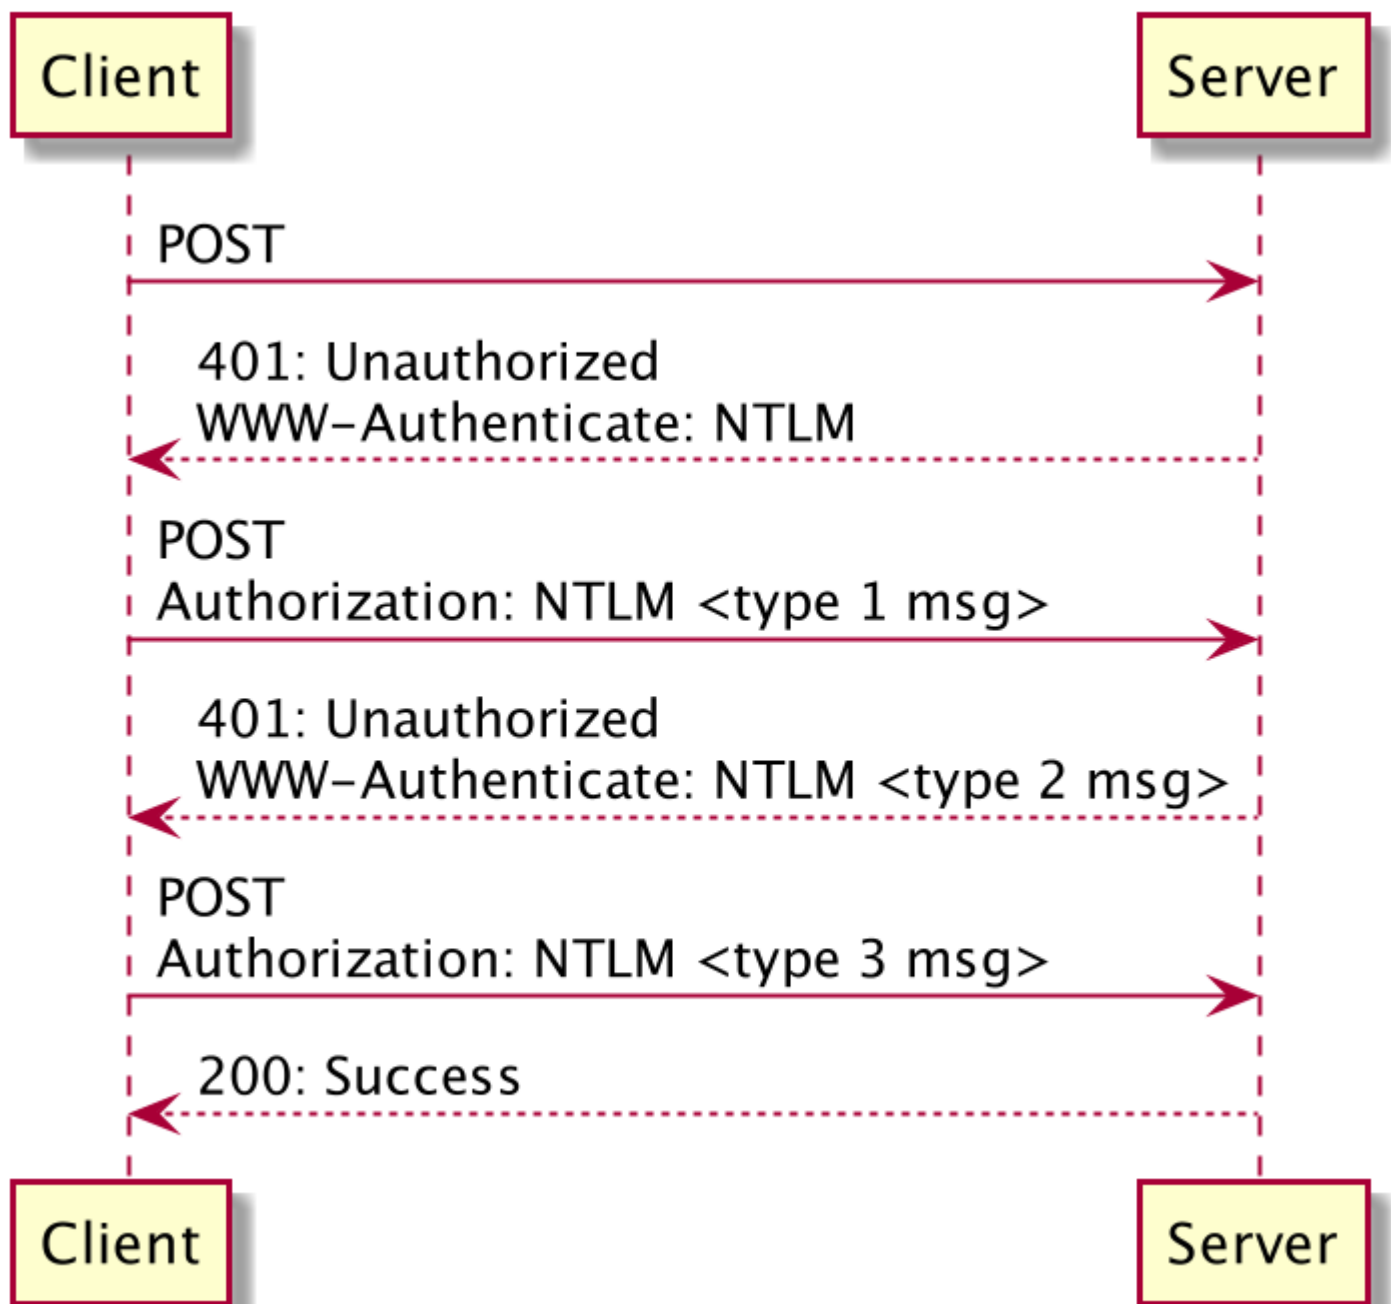 Client
Server
POST
401: Unauthorized
WWW-Authenticate: NTLM
POST
Authorization: NTLM <type 1 msg>
401: Unauthorized
WWW-Authenticate: NTLM <type 2 msg>
POST
Authorization: NTLM <type 3 msg>
200: Success
Client
Server